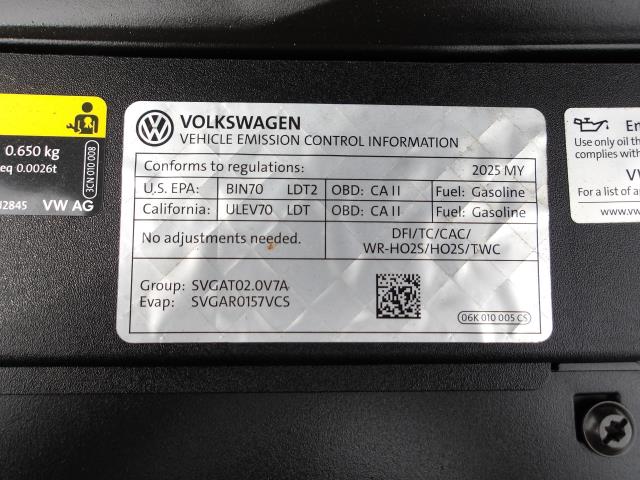 0.650 kg
eq 0.0026t
12845 VW AG
3CN 010 008
VOLKSWAGEN
VEHICLE EMISSION CONTROL INFORMATION
Conforms to regulations: 2025 MY
U.S. EPA: BIN70 LDT2 OBD: CA II Fuel: Gasoline
California: ULEV70 LDT OBD: CA II Fuel: Gasoline
No adjustments needed.
DFI/TC/CAC/
WR-HO2S/HO2S/TWC
Group: SVGAT02.0V7A
Evap: SVGAR0157VCS
06K 010 005 CS
En
Use only oil th
complies with
VW
For a list of a
www.vw